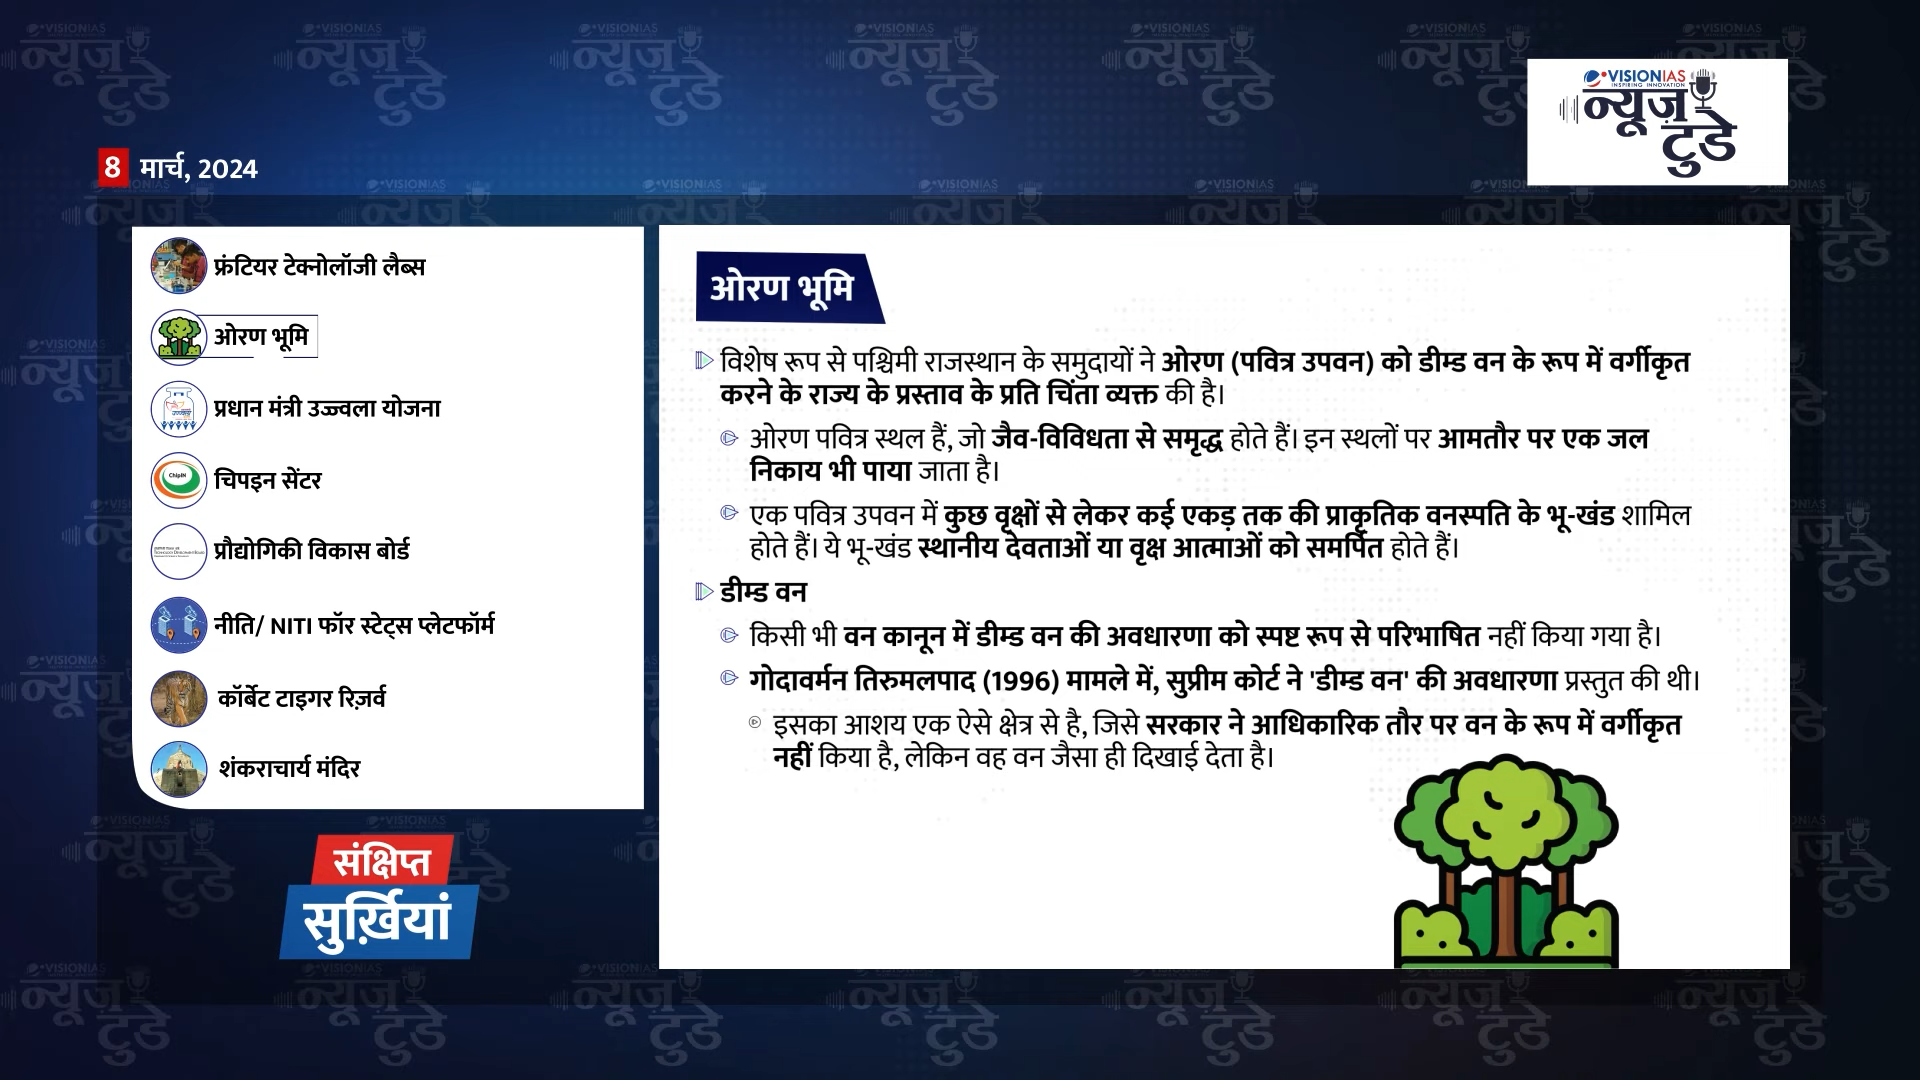 VISIONIAS
INSPIRING INNOVATION
न्यूज़
टुडे
8 मार्च, 2024
फ्रंटियर टेक्नोलॉजी लैब्स
ओरण भूमि
प्रधान मंत्री उज्ज्वला योजना
चिपइन सेंटर
प्रौद्योगिकी विकास बोर्ड
नीति/ NITI फॉर स्टेट्स प्लेटफॉर्म
कॉर्बेट टाइगर रिज़र्व
शंकराचार्य मंदिर
संक्षिप्त
सुर्ख़ियां
ओरण भूमि
विशेष रूप से पश्चिमी राजस्थान के समुदायों ने ओरण (पवित्र उपवन) को डीम्ड वन के रूप में वर्गीकृत
करने के राज्य के प्रस्ताव के प्रति चिंता व्यक्त की है।
ओरण पवित्र स्थल हैं, जो जैव-विविधता से समृद्ध होते हैं। इन स्थलों पर आमतौर पर एक जल
निकाय भी पाया जाता है।
एक पवित्र उपवन में कुछ वृक्षों से लेकर कई एकड़ तक की प्राकृतिक वनस्पति के भू-खंड शामिल
होते हैं। ये भू-खंड स्थानीय देवताओं या वृक्ष आत्माओं को समर्पित होते हैं।
डीम्ड वन
किसी भी वन कानून में डीम्ड वन की अवधारणा को स्पष्ट रूप से परिभाषित नहीं किया गया है।
गोदावर्मन तिरुमलपाद (1996) मामले में, सुप्रीम कोर्ट ने 'डीम्ड वन' की अवधारणा प्रस्तुत की थी।
इसका आशय एक ऐसे क्षेत्र से है, जिसे सरकार ने आधिकारिक तौर पर वन के रूप में वर्गीकृत
नहीं किया है, लेकिन वह वन जैसा ही दिखाई देता है।